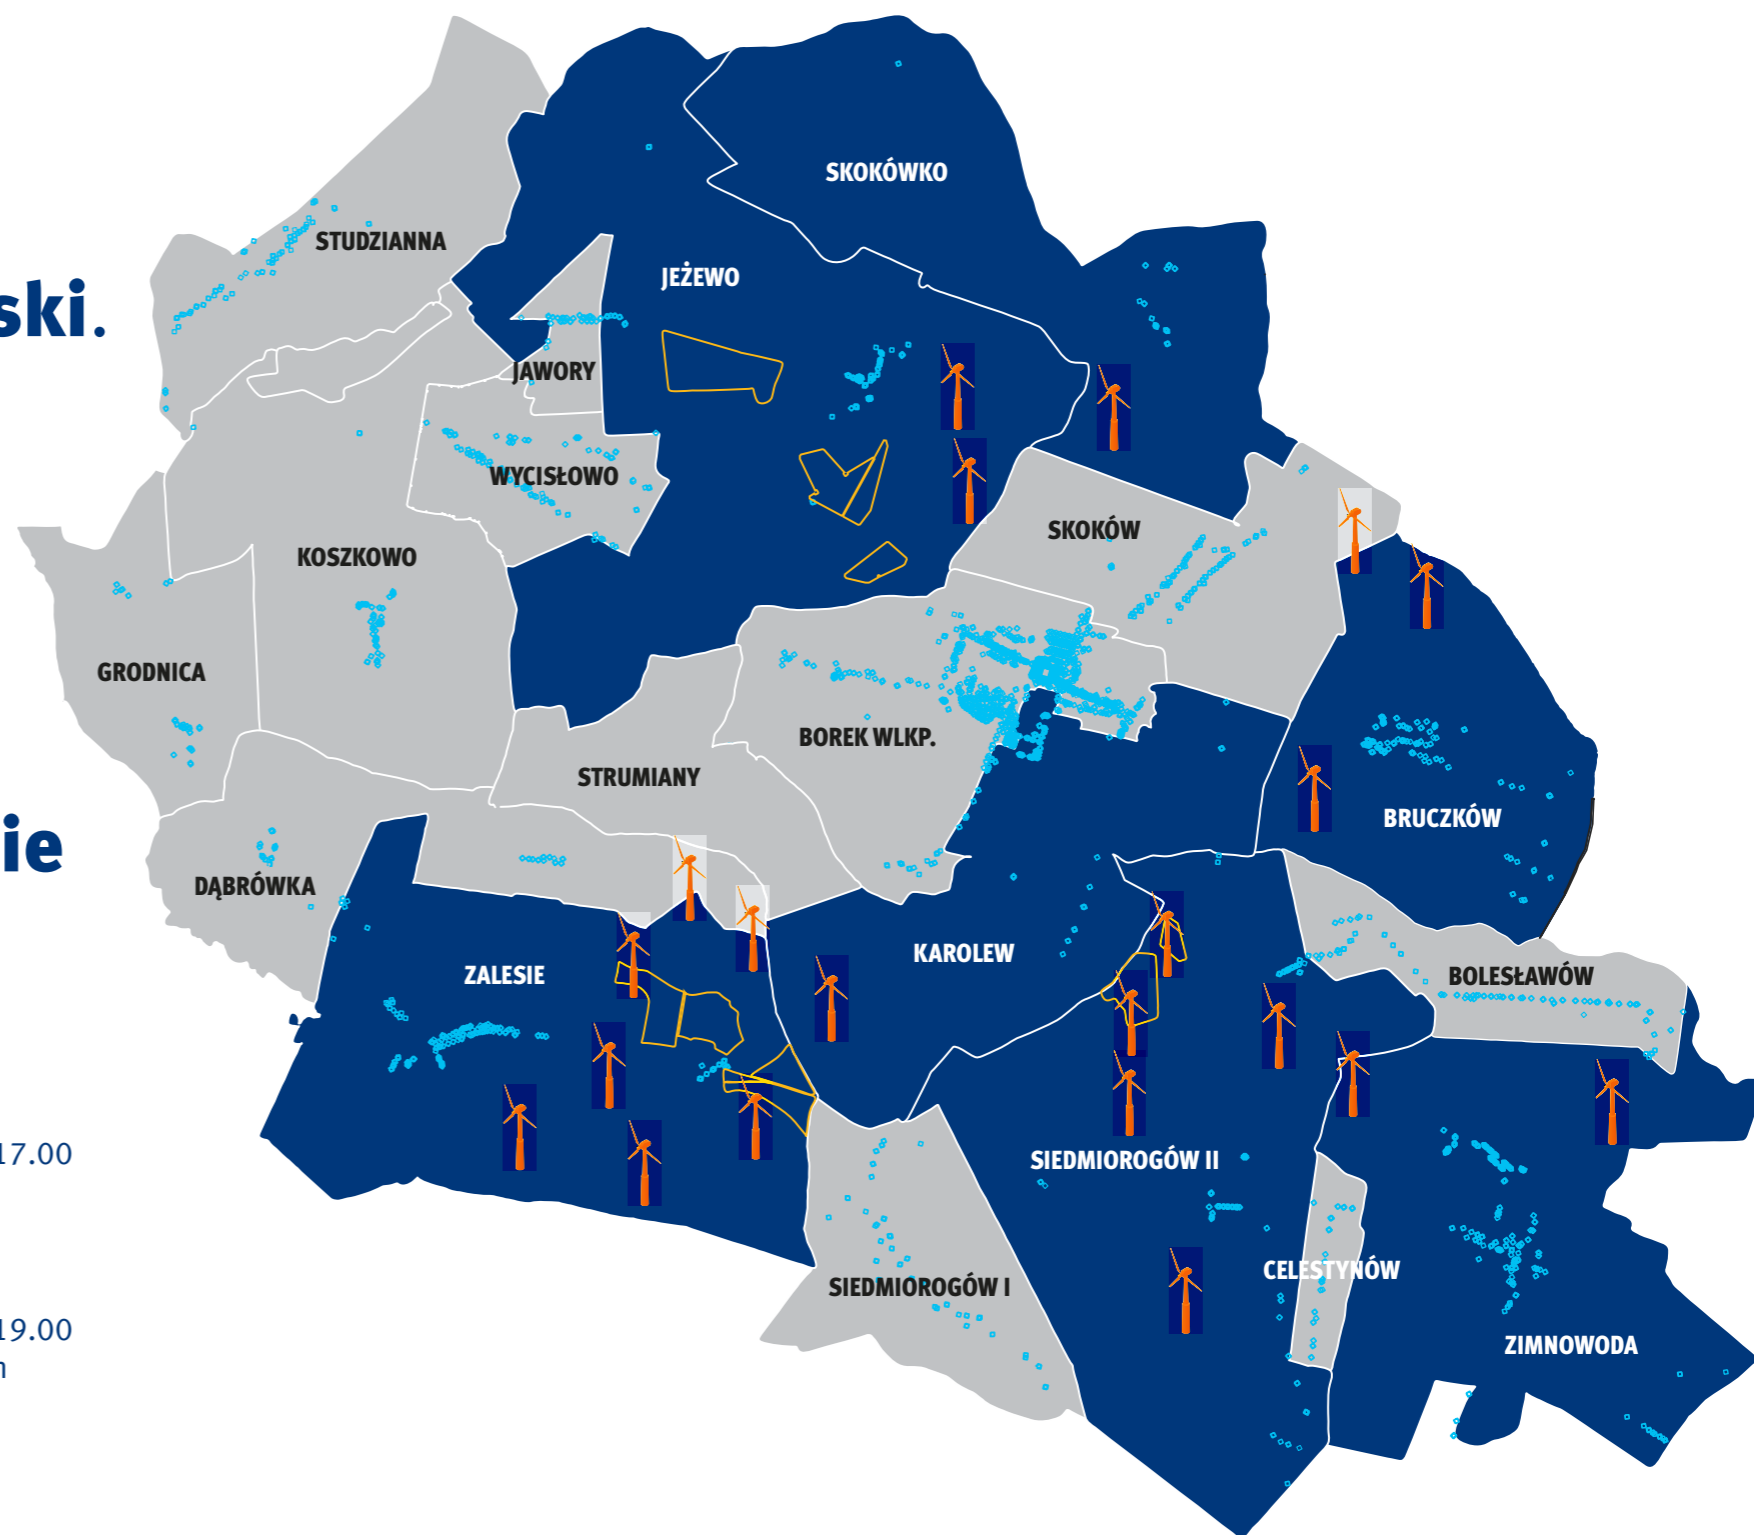 SKOKÓWKO
STUDZIANNA
JEŻEWO
ski.
JAWORY
WYCISŁOWO
SKOKÓW
KOSZKOWO
GRODNICA
BOREK WLKP.
STRUMIANY
BRUCZKÓW
ie
DĄBRÓWKA
KAROLEW
ZALESIE
BOLESŁAWÓW
17.00
SIEDMIOROGÓW II
CELESTYNÓW
SIEDMIOROGÓW I
19.00
ZIMNOWODA